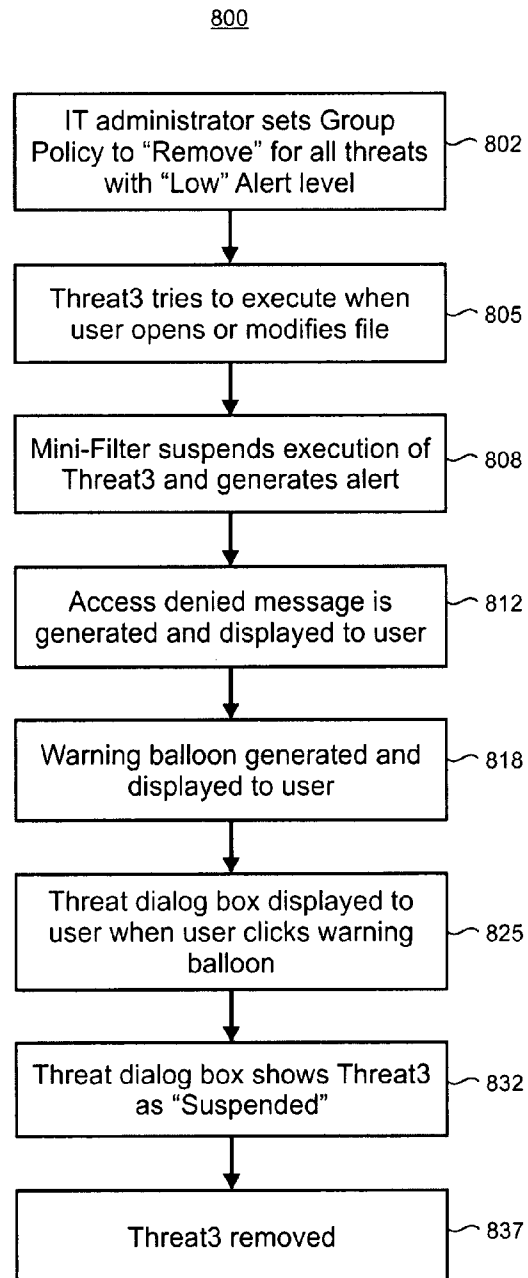 800
IT administrator sets Group
Policy to “Remove” for all threats
with “Low” Alert level
802
Threat3 tries to execute when
user opens or modifies file
805
Mini-Filter suspends execution of
Threat3 and generates alert
808
Access denied message is
generated and displayed to user
812
Warning balloon generated and
displayed to user
818
Threat dialog box displayed to
user when user clicks warning
balloon
825
Threat dialog box shows Threat3
as “Suspended”
832
Threat3 removed
837